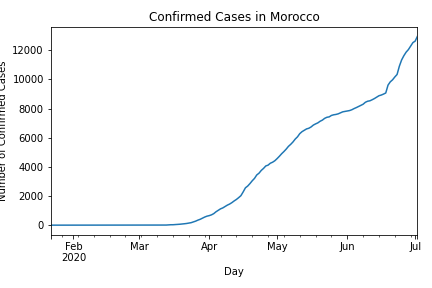 Confirmed Cases in Morocco
Number of Confirmed Cases
12000
10000
8000
6000
4000
2000
0
Feb
2020
Mar
Apr
May
Jun
Jul
Day